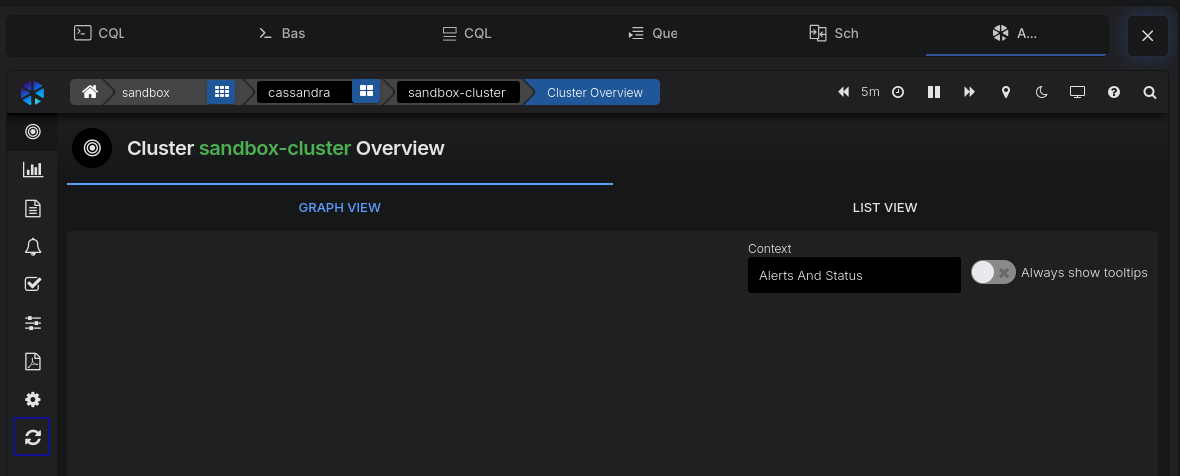 CQL Bas CQL Que Sch A...
sandbox cassandra sandbox-cluster Cluster Overview 5m
Cluster sandbox-cluster Overview
GRAPH VIEW LIST VIEW
Context
Alerts And Status Always show tooltips